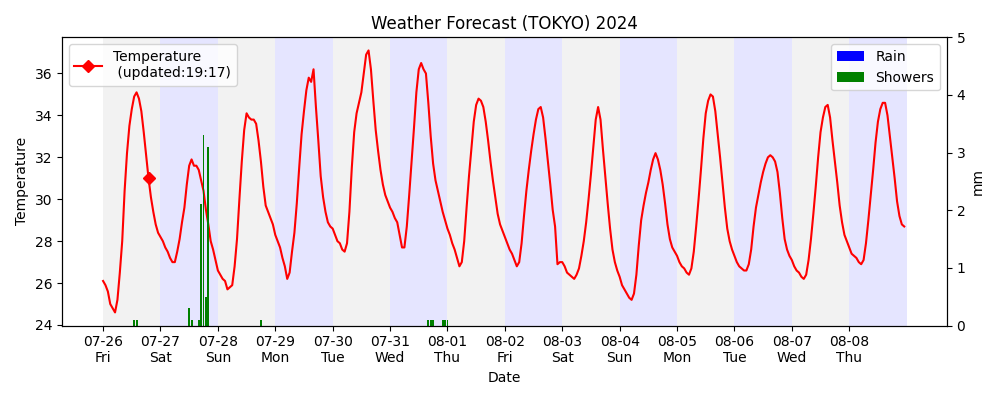 Weather Forecast (TOKYO) 2024
Temperature
(updated:19:17)
Rain
Showers
Temperature
36
34
32
30
28
26
24
5
4
3
2
1
0
mm
07-26 07-27 07-28 07-29 07-30 07-31 08-01 08-02 08-03 08-04 08-05 08-06 08-07 08-08
Fri Sat Sun Mon Tue Wed Thu Fri Sat Sun Mon Tue Wed Thu
Date